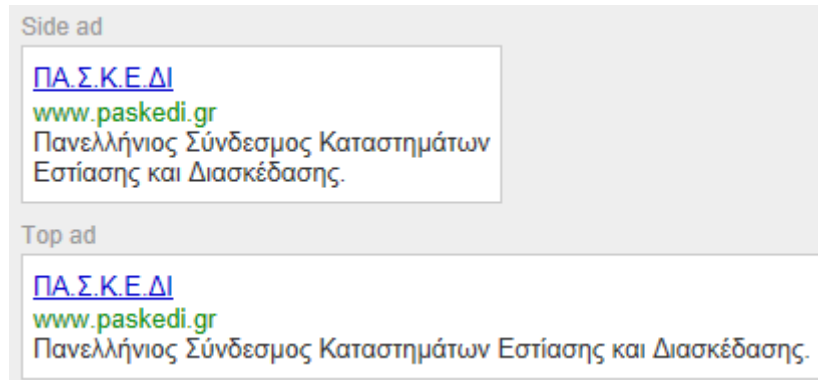 Side ad
ΠΑ.Σ.Κ.Ε.ΔΙ
www.paskedi.gr
Πανελλήνιος Σύνδεσμος Καταστημάτων
Εστίασης και Διασκέδασης.
Top ad
ΠΑ.Σ.Κ.Ε.ΔΙ
www.paskedi.gr
Πανελλήνιος Σύνδεσμος Καταστημάτων Εστίασης και Διασκέδασης.